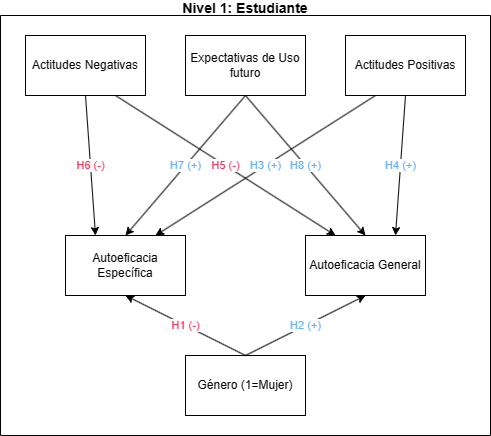 Nivel 1: Estudiante
Actitudes Negativas
Expectativas de Uso
futuro
Actitudes Positivas
H6 (-)
H7 (+)
H5 (-)
H3 (+)
H8 (+)
H4 (+)
Autoeficacia
Específica
Autoeficacia General
H1 (-)
H2 (+)
Género (1=Mujer)